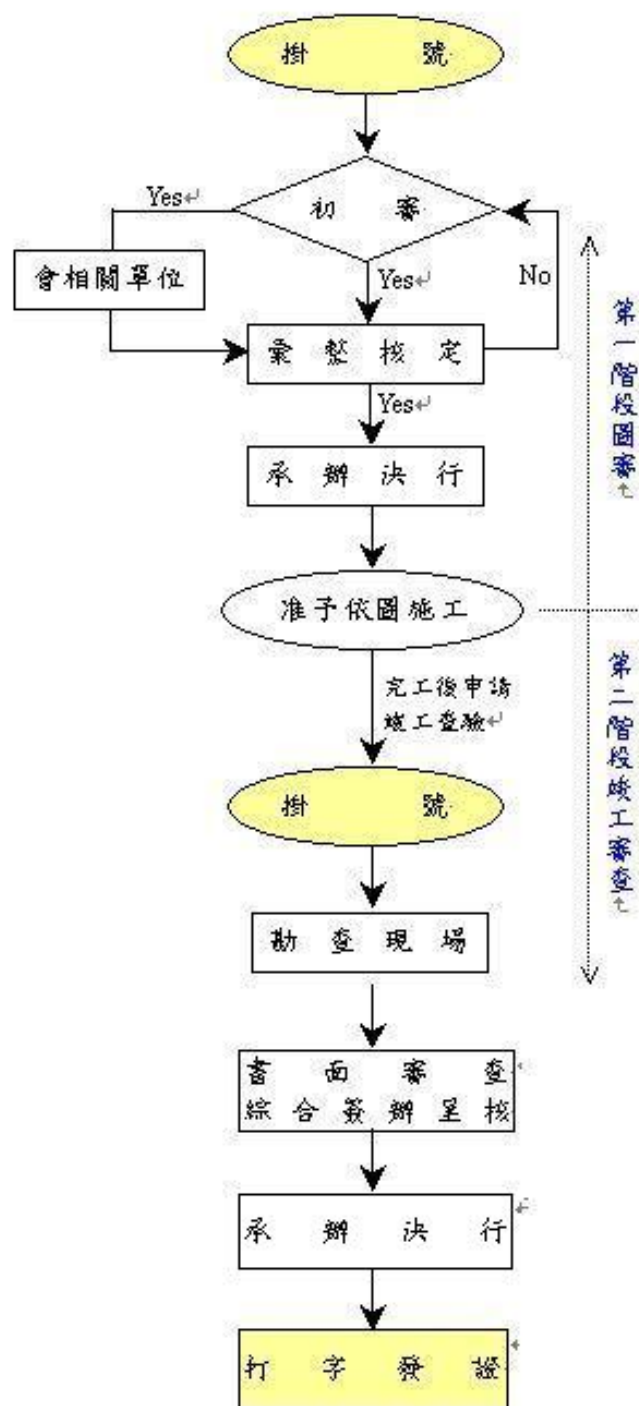 掛 號
初 審
Yes
會相關單位
Yes
No
彙 整 核 定
Yes
承 辦 決 行
第一階段圖審
准予依圖施工
完工後申請
竣工查驗
第二階段竣工審查
掛 號
勘 查 現 場
書 面 審 查
綜 合 簽 辦 呈 核
承 辦 決 行
打 字 發 證